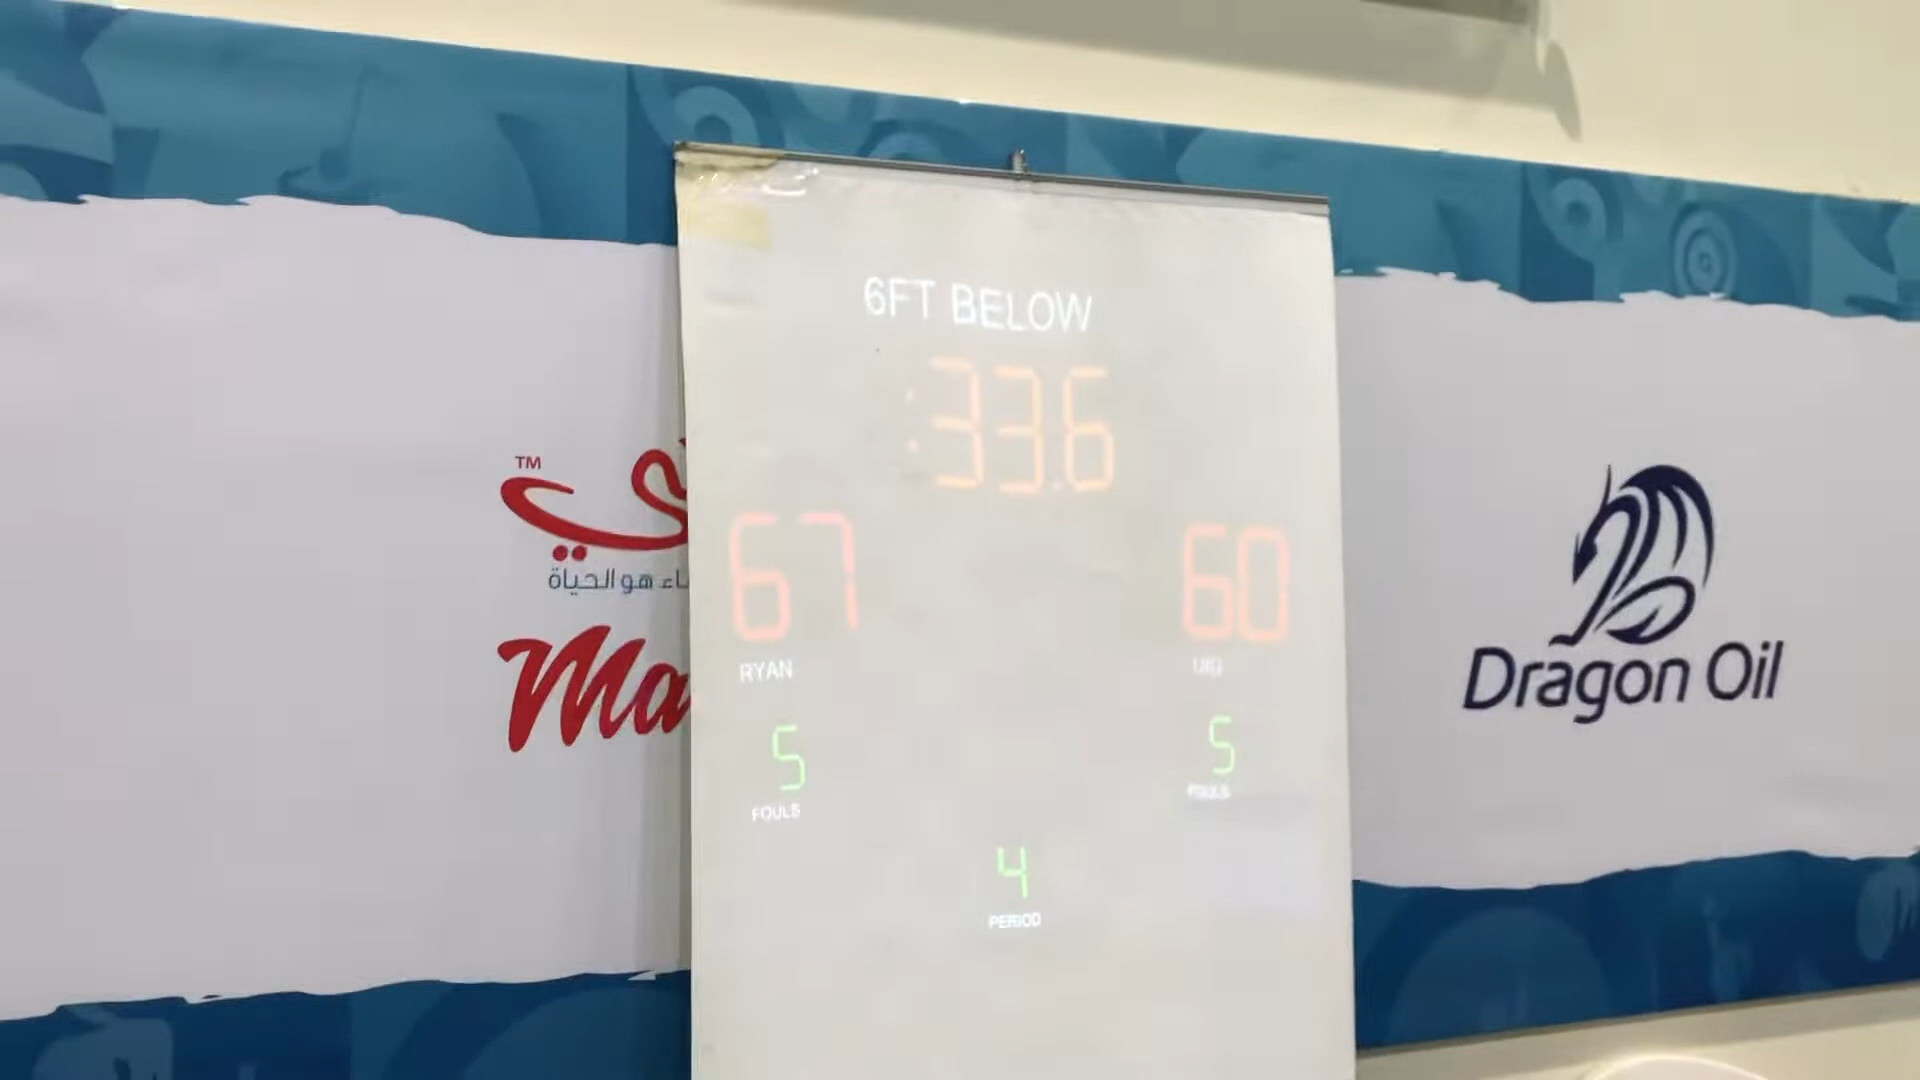 6FT BELOW
:33.6
67
60
RYAN
5
5
FOULS
FOULS
4
PERIOD
TM
هو الحياة
Ma
Dragon Oil